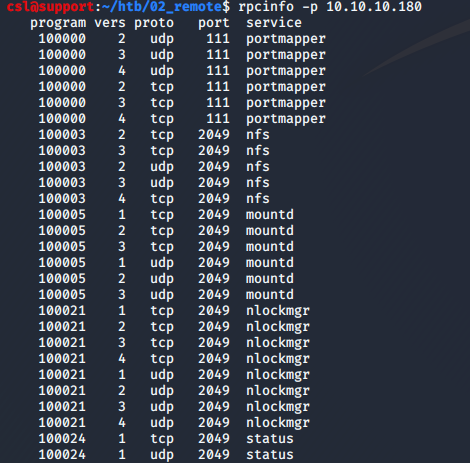 csl@support:~/htb/02_remote$ rpcinfo -p 10.10.10.180
program vers proto port service
100000 2 udp 111 portmapper
100000 3 udp 111 portmapper
100000 4 udp 111 portmapper
100000 2 tcp 111 portmapper
100000 3 tcp 111 portmapper
100000 4 tcp 111 portmapper
100003 2 tcp 2049 nfs
100003 3 tcp 2049 nfs
100003 2 udp 2049 nfs
100003 3 udp 2049 nfs
100003 4 tcp 2049 nfs
100005 1 tcp 2049 mountd
100005 2 tcp 2049 mountd
100005 3 tcp 2049 mountd
100005 1 udp 2049 mountd
100005 2 udp 2049 mountd
100005 3 udp 2049 mountd
100021 1 tcp 2049 nlockmgr
100021 2 tcp 2049 nlockmgr
100021 3 tcp 2049 nlockmgr
100021 4 tcp 2049 nlockmgr
100021 1 udp 2049 nlockmgr
100021 2 udp 2049 nlockmgr
100021 3 udp 2049 nlockmgr
100021 4 udp 2049 nlockmgr
100024 1 tcp 2049 status
100024 1 udp 2049 status